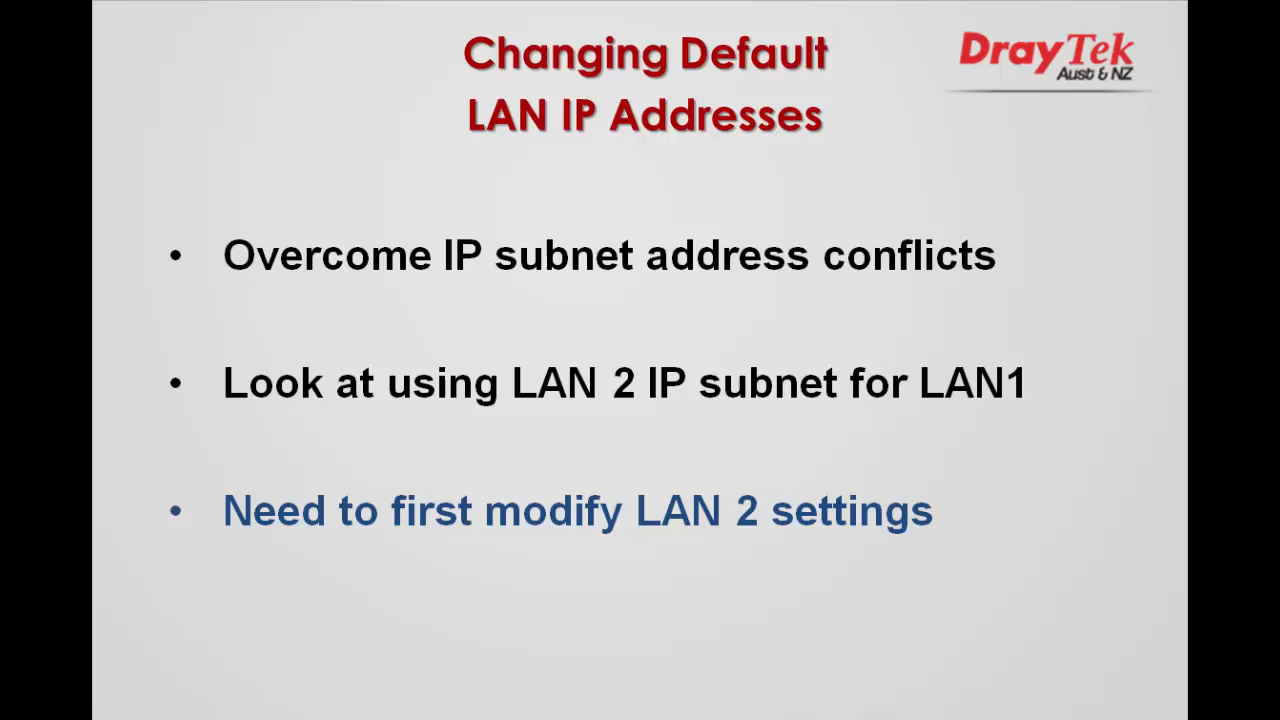 Changing Default
LAN IP Addresses
DrayTek
Aust & NZ
• Overcome IP subnet address conflicts
• Look at using LAN 2 IP subnet for LAN1
• Need to first modify LAN 2 settings